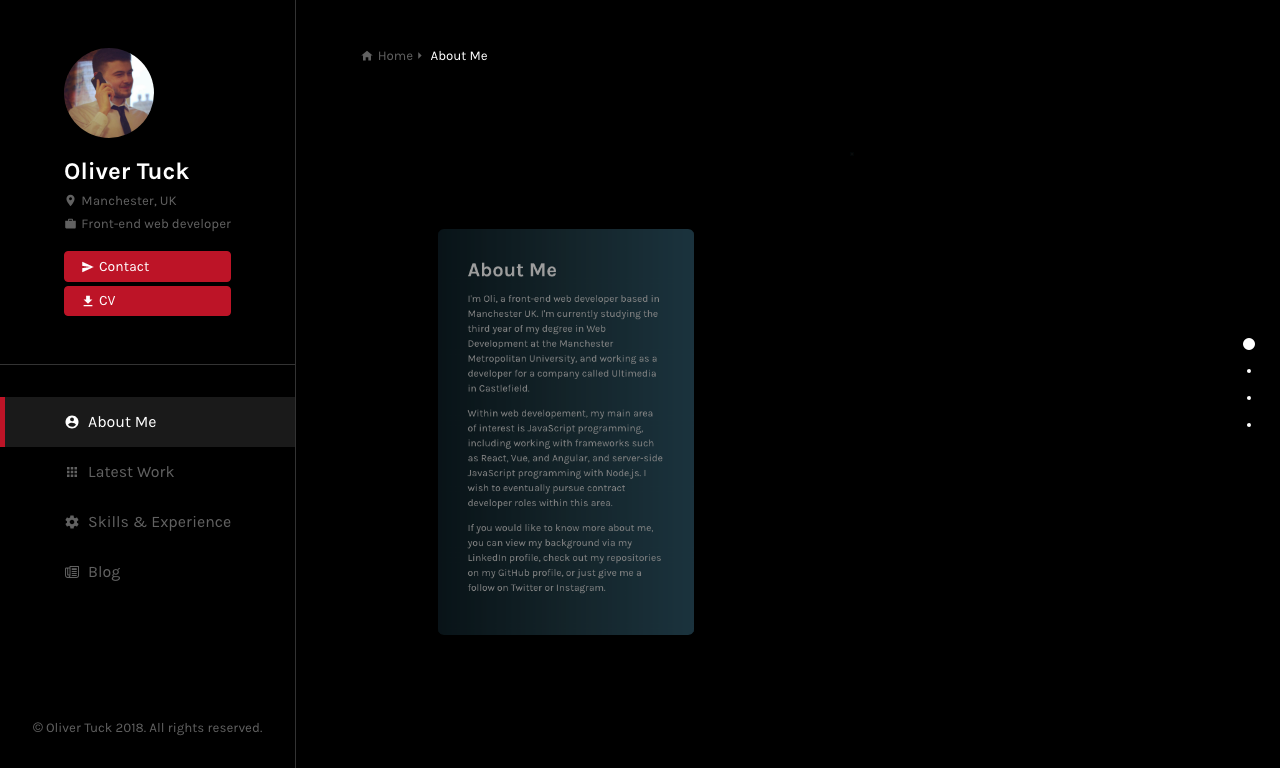 Oliver Tuck
Manchester, UK
Front-end web developer
Contact
CV
About Me
Latest Work
Skills & Experience
Blog
© Oliver Tuck 2018. All rights reserved.
Home
About Me
About Me
I'm Oli, a front-end web developer based in
Manchester UK. I'm currently studying the
third year of my degree in Web
Development at the Manchester
Metropolitan University, and working as a
developer for a company called Ultimedia
in Castlefield.
Within web developement, my main area
of interest is JavaScript programming,
including working with frameworks such
as React, Vue, and Angular, and server-side
JavaScript programming with Node.js. I
wish to eventually pursue contract
developer roles within this area.
If you would like to know more about me,
you can view my background via my
LinkedIn profile, check out my repositories
on my GitHub profile, or just give me a
follow on Twitter or Instagram.